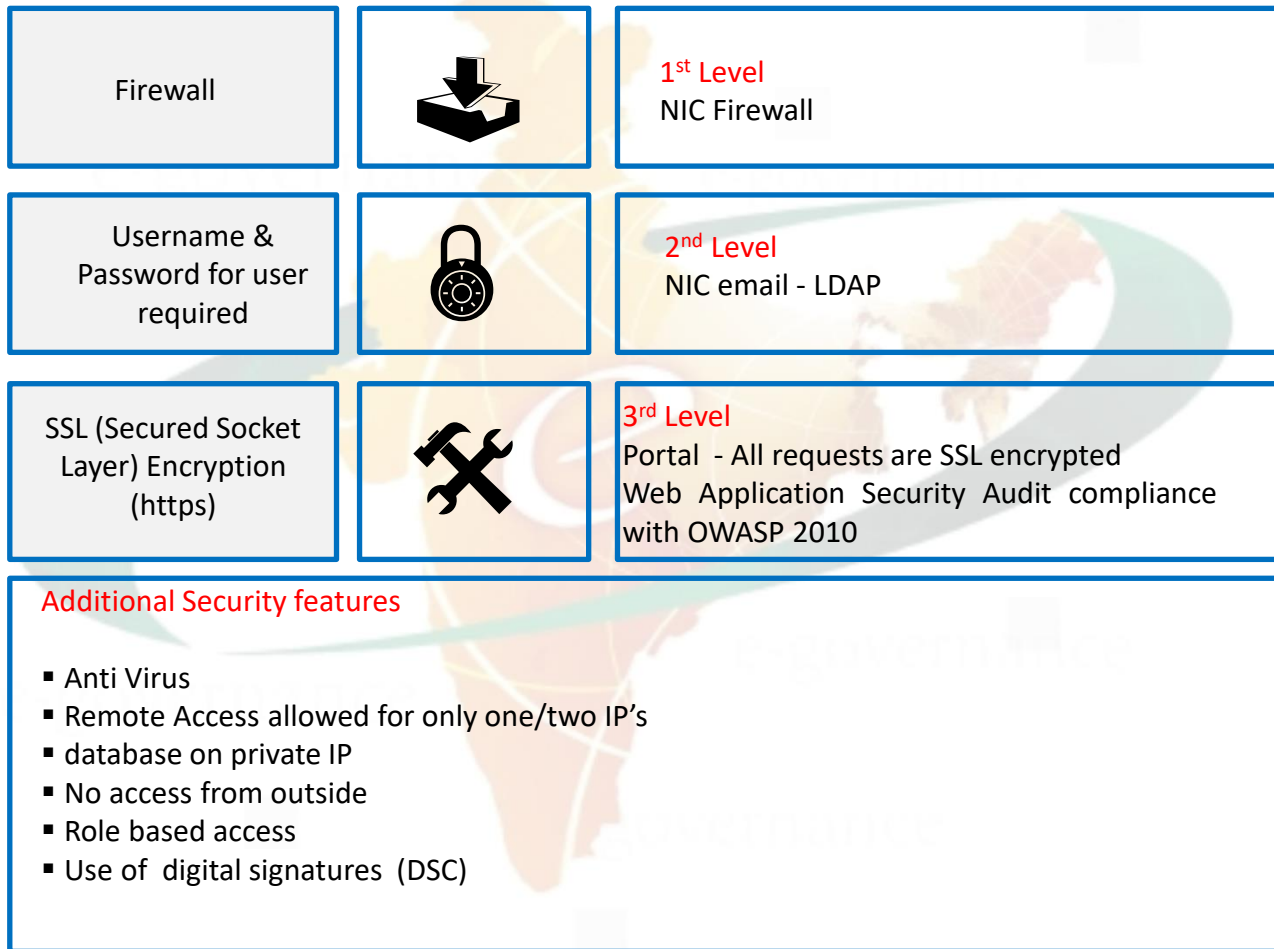 Firewall
1st Level
NIC Firewall
Username &
Password for user
required
2nd Level
NIC email - LDAP
SSL (Secured Socket
Layer) Encryption
(https)
3rd Level
Portal - All requests are SSL encrypted
Web Application Security Audit compliance
with OWASP 2010
Additional Security features
▪ Anti Virus
▪ Remote Access allowed for only one/two IP’s
▪ database on private IP
▪ No access from outside
▪ Role based access
▪ Use of digital signatures (DSC)
e-governance
governance